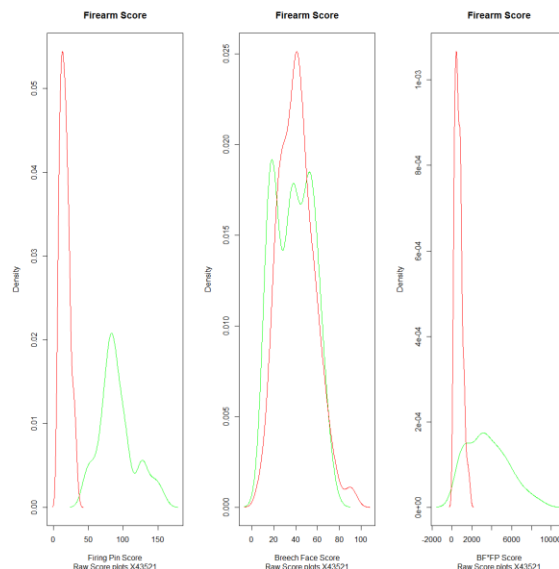 Firearm Score
Density
0.00
0.01
0.02
0.03
0.04
0.05
0
50
100
150
Firing Pin Score
Raw Score plots X43521
Firearm Score
Density
0.000
0.005
0.010
0.015
0.020
0.025
0
20
40
60
80
100
Breech Face Score
Raw Score plots X43521
Firearm Score
Density
0e+00
2e-04
4e-04
6e-04
8e-04
1e-03
-2000
2000
6000
10000
BF*FP Score
Raw Score plots X43521